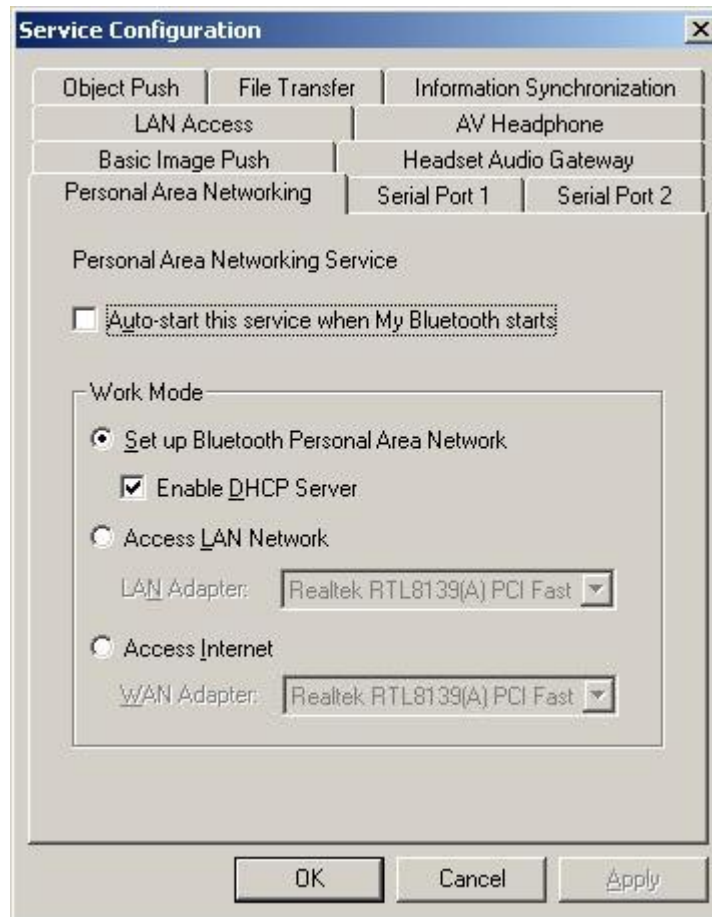 Service Configuration
Object Push File Transfer Information Synchronization
LAN Access AV Headphone
Basic Image Push Headset Audio Gateway
Personal Area Networking Serial Port 1 Serial Port 2
Personal Area Networking Service
Auto-start this service when My Bluetooth starts
Work Mode
Set up Bluetooth Personal Area Network
Enable DHCP Server
Access LAN Network
LAN Adapter: Realtek RTL8139(A) PCI Fast
Access Internet
WAN Adapter: Realtek RTL8139(A) PCI Fast
OK Cancel Apply